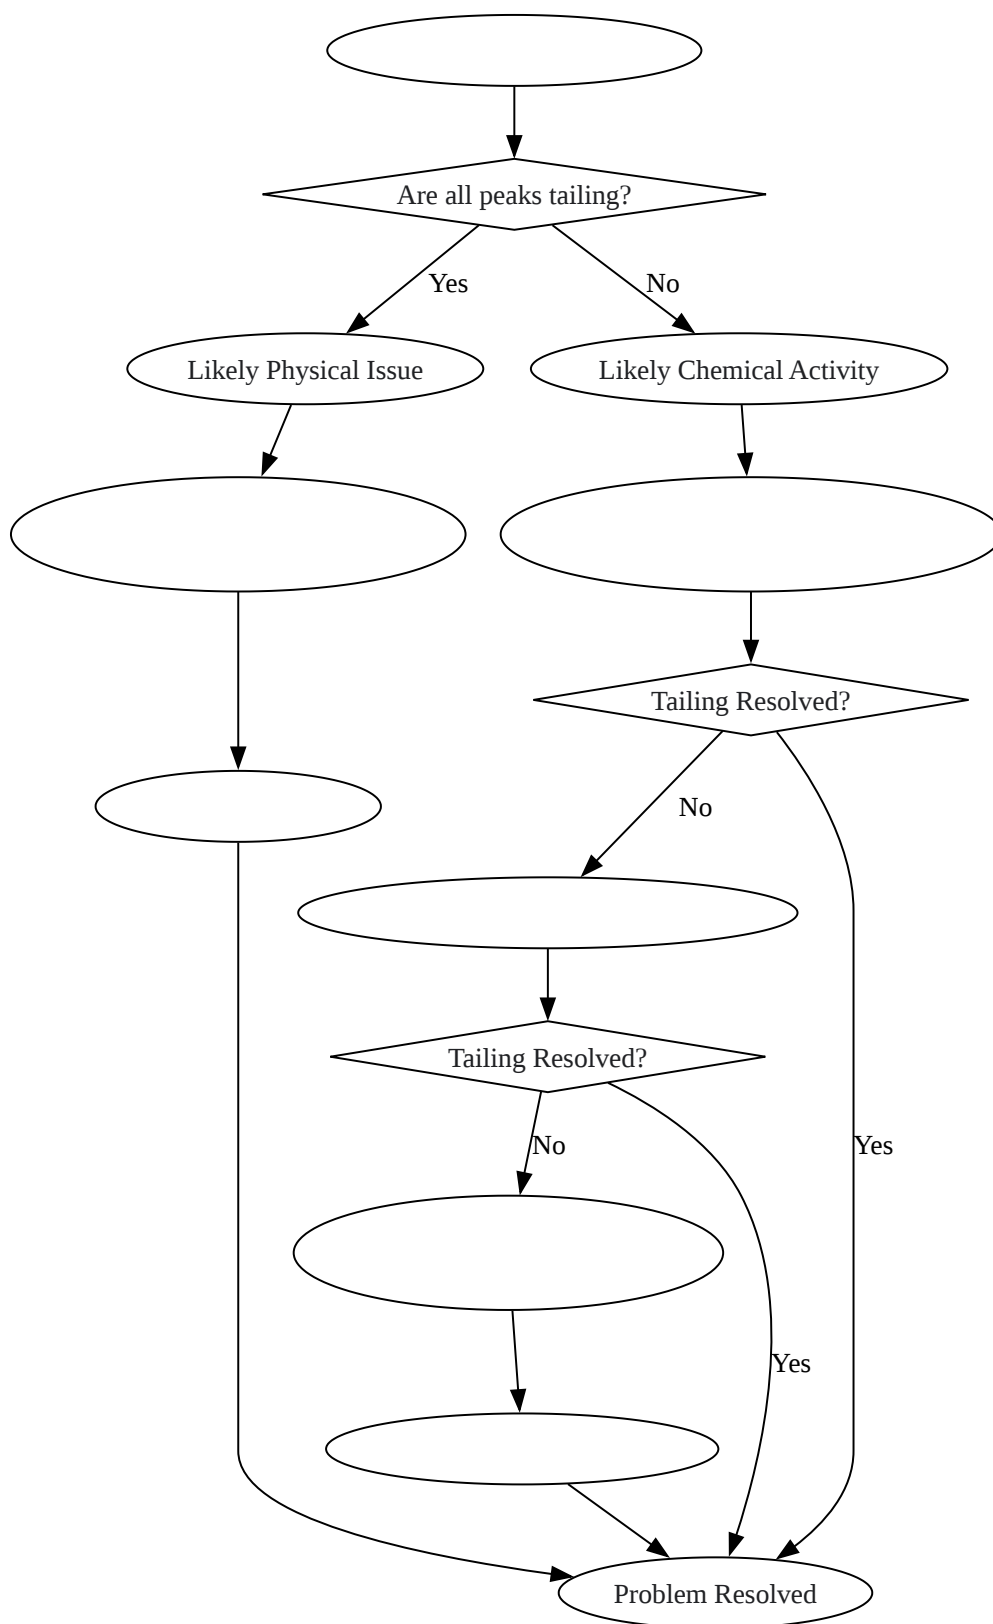 Are all peaks tailing?
Yes
No
Likely Physical Issue
Likely Chemical Activity
Tailing Resolved?
No
Tailing Resolved?
No
Yes
Yes
Problem Resolved